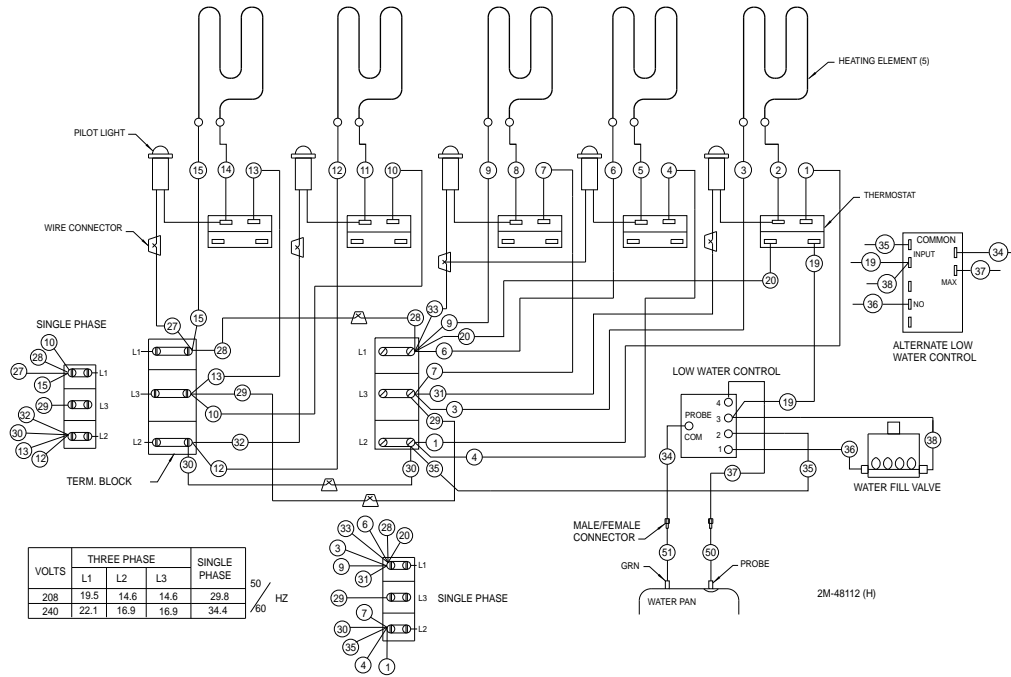 HEATING ELEMENT (5)
PILOT LIGHT
15
14
13
12
11
10
9
8
7
6
5
4
3
2
1
THERMOSTAT
WIRE CONNECTOR
20
19
35
COMMON
INPUT
34
19
38
37
MAX
36
NO
ALTERNATE LOW
WATER CONTROL
SINGLE PHASE
10
28
27
15
L1
29
L3
32
30
13
12
L2
27
15
28
L1
13
L3
29
10
L2
32
30
12
TERM. BLOCK
28
33
9
20
6
L1
7
31
L3
3
29
1
L2
4
30
35
LOW WATER CONTROL
4
PROBE
3
COM
2
1
19
34
37
35
36
38
WATER FILL VALVE
MALE/FEMALE
CONNECTOR
51
50
GRN
PROBE
WATER PAN
2M-48112 (H)
VOLTS THREE PHASE SINGLE PHASE
L1 L2 L3
208 19.5 14.6 14.6 29.8
240 22.1 16.9 16.9 34.4
50/60 HZ
6
28
33
20
3
9
31
L1
29
L3
SINGLE PHASE
7
30
35
4
1
L2